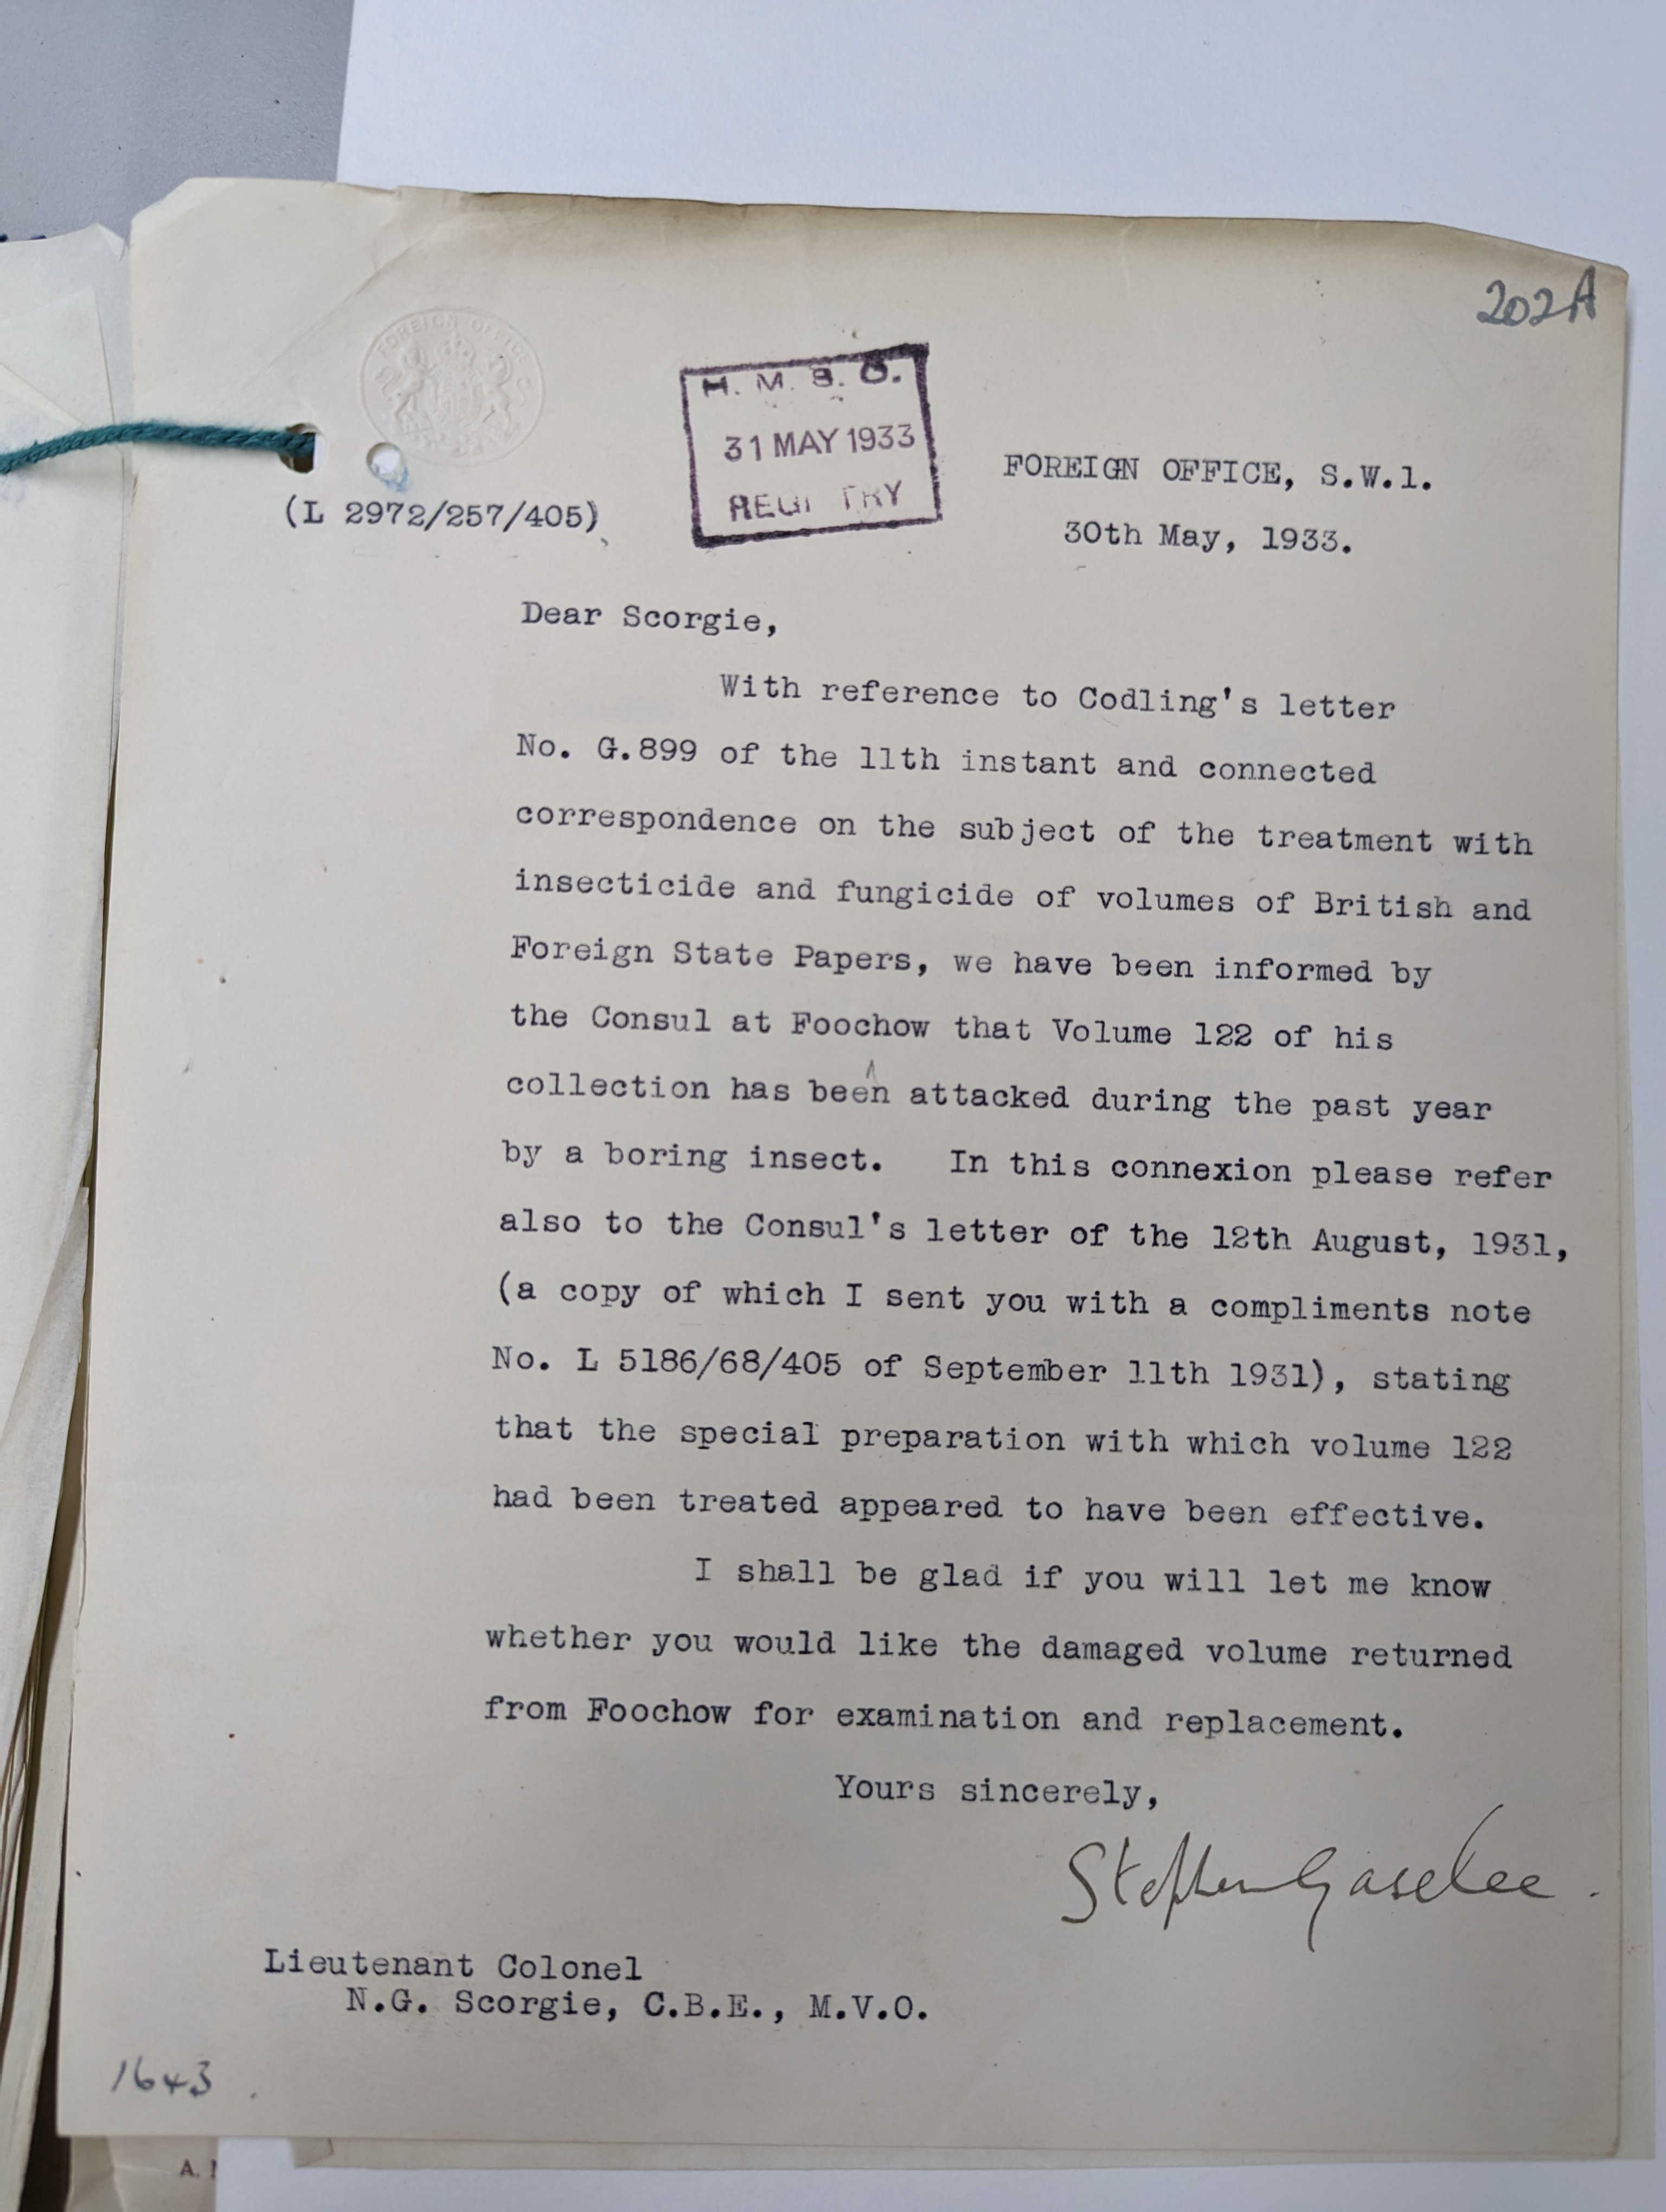 202A
FOREIGN OFFICE
H. M. S. O.
31 MAY 1933
REGI TRY
FOREIGN OFFICE, S.W.1.
(L 2972/257/405)
30th May, 1933.
Dear Scorgie,
With reference to Codling's letter
No. G.899 of the 11th instant and connected
correspondence on the subject of the treatment with
insecticide and fungicide of volumes of British and
Foreign State Papers, we have been informed by
the Consul at Foochow that Volume 122 of his
collection has been attacked during the past year
by a boring insect. In this connexion please refer
also to the Consul's letter of the 12th August, 1931,
(a copy of which I sent you with a compliments note
No. L 5186/68/405 of September 11th 1931), stating
that the special preparation with which volume 122
had been treated appeared to have been effective.
I shall be glad if you will let me know
whether you would like the damaged volume returned
from Foochow for examination and replacement.
Yours sincerely,
Stephen Gaselee.
Lieutenant Colonel
N.G. Scorgie, C.B.E., M.V.O.
1643
A.